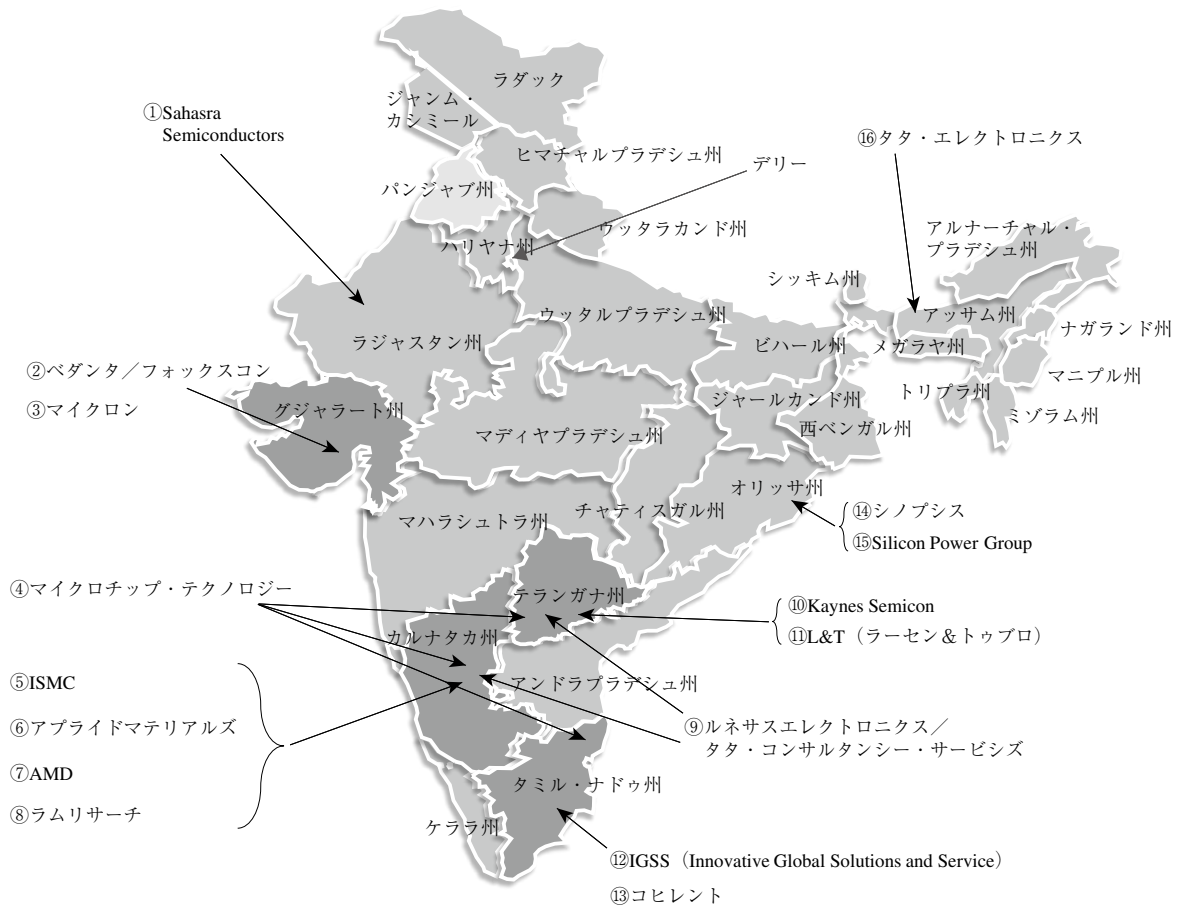 ラダック
ジャンム・
カシミール
①Sahasra
Semiconductors
⑯タタ・エレクトロニクス
ヒマチャルプラデシュ州
デリー
パンジャブ州
ウッタラカンド州
アルナーチャル・
プラデシュ州
ハリヤナ州
シッキム州
ウッタルプラデシュ州
アッサム州
ナガランド州
ラジャスタン州
ビハール州
メガラヤ州
②ベダンタ／フォックスコン
マニプル州
③マイクロン
グジャラート州
ジャールカンド州
トリプラ州
ミゾラム州
マディヤプラデシュ州
西ベンガル州
オリッサ州
マハラシュトラ州
チャティスガル州
⑭シノプシス
⑮Silicon Power Group
④マイクロチップ・テクノロジー
テランガナ州
⑩Kaynes Semicon
カルナタカ州
⑪L&T（ラーセン＆トゥブロ）
⑤ISMC
アンドラプラデシュ州
⑥アプライドマテリアルズ
⑨ルネサスエレクトロニクス／
タタ・コンサルタンシー・サービシズ
⑦AMD
タミル・ナドゥ州
⑧ラムリサーチ
ケララ州
⑫IGSS（Innovative Global Solutions and Service）
⑬コヒレント